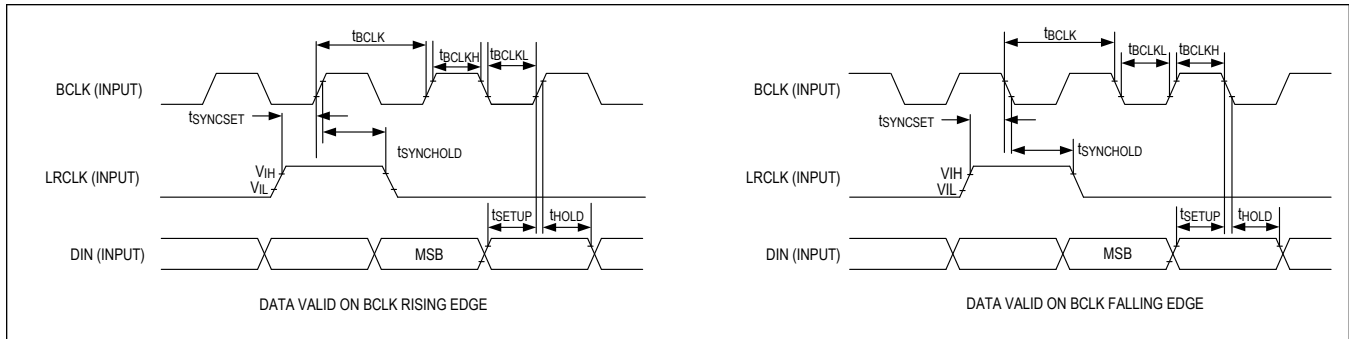 tBCLK
tBCLKH
tBCLKL
BCLK (INPUT)
tSYNCSET
tSYNCHOLD
VIH
VIL
LRCLK (INPUT)
tSETUP
tHOLD
DIN (INPUT)
MSB
DATA VALID ON BCLK RISING EDGE
tBCLK
tBCLKL
tBCLKH
BCLK (INPUT)
tSYNCSET
tSYNCHOLD
VIH
VIL
LRCLK (INPUT)
tSETUP
tHOLD
DIN (INPUT)
MSB
DATA VALID ON BCLK FALLING EDGE